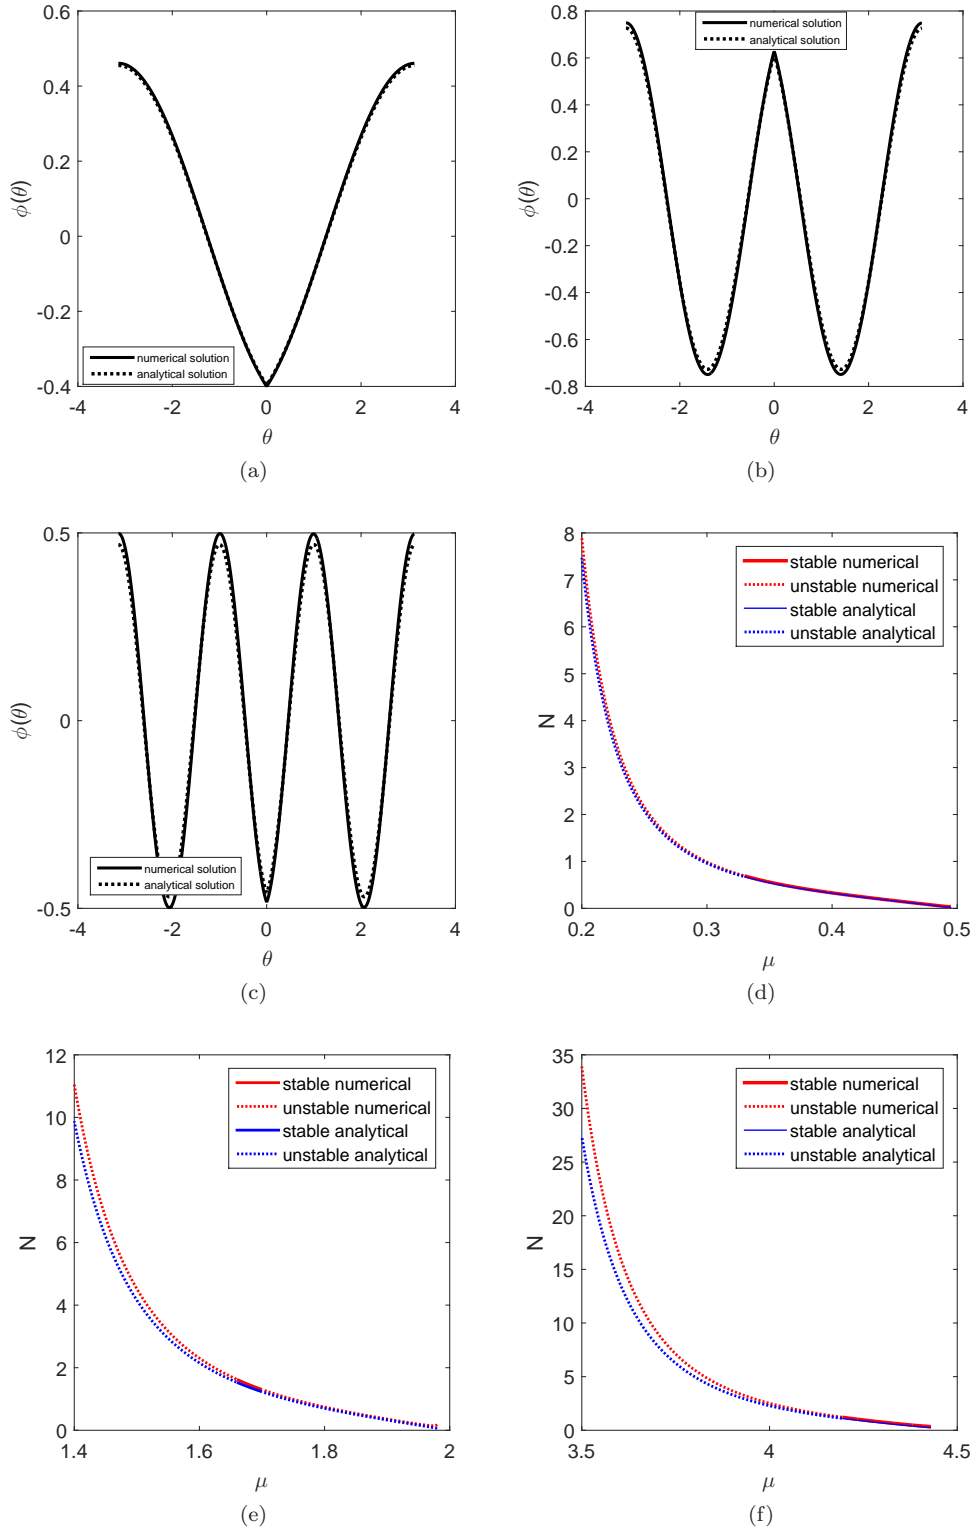 0.6
0.4
0.2
0
-0.2
-0.4
ϕ(θ)
numerical solution
analytical solution
-4 -2 0 2 4
θ
(a)
0.8
0.6
0.4
0.2
0
-0.2
-0.4
-0.6
-0.8
ϕ(θ)
numerical solution
analytical solution
-4 -2 0 2 4
θ
(b)
0.5
0
-0.5
ϕ(θ)
numerical solution
analytical solution
-4 -2 0 2 4
θ
(c)
8
7
6
5
4
3
2
1
0
N
stable numerical
unstable numerical
stable analytical
unstable analytical
0.2 0.3 0.4 0.5
μ
(d)
12
10
8
6
4
2
0
N
stable numerical
unstable numerical
stable analytical
unstable analytical
1.4 1.6 1.8 2
μ
(e)
35
30
25
20
15
10
5
0
N
stable numerical
unstable numerical
stable analytical
unstable analytical
3.5 4 4.5
μ
(f)